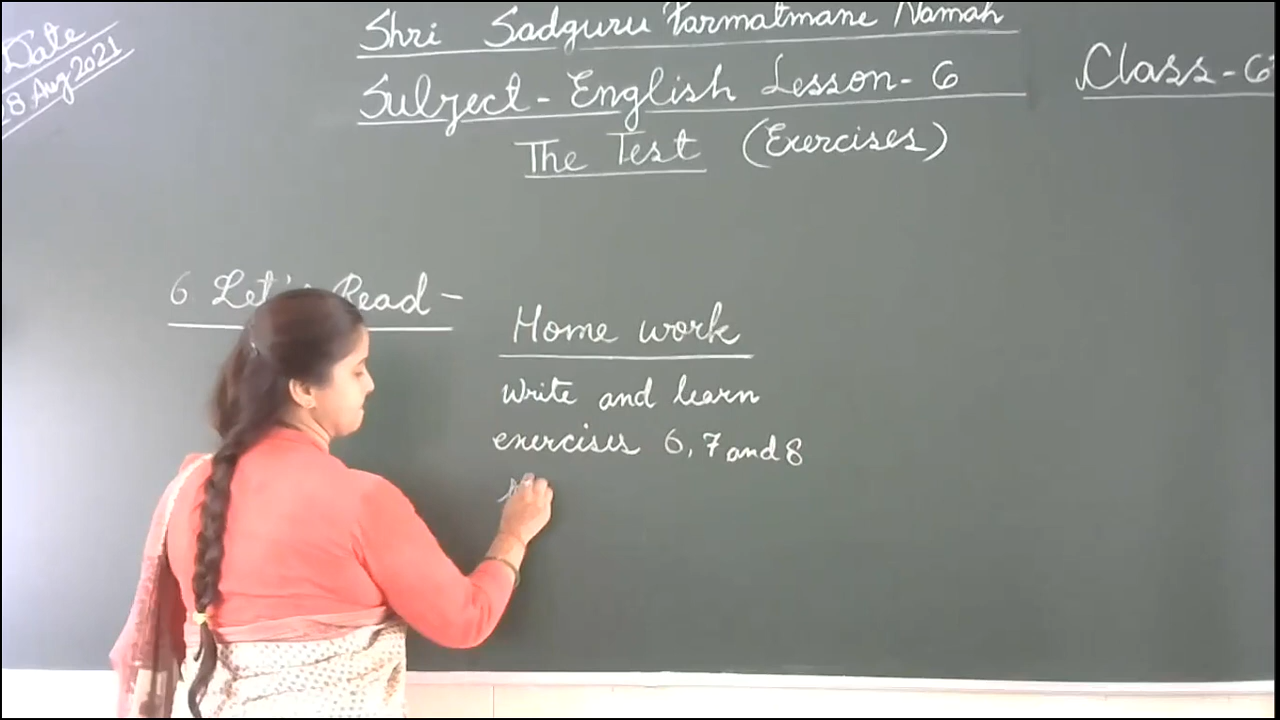 Date
28 Aug 2021
Shri Sadguru Parmatmane Namah
Subject - English Lesson - 6
Class - 6
The Test (Exercises)
6 Let's Read -
Home work
Write and learn
exercises 6, 7 and 8